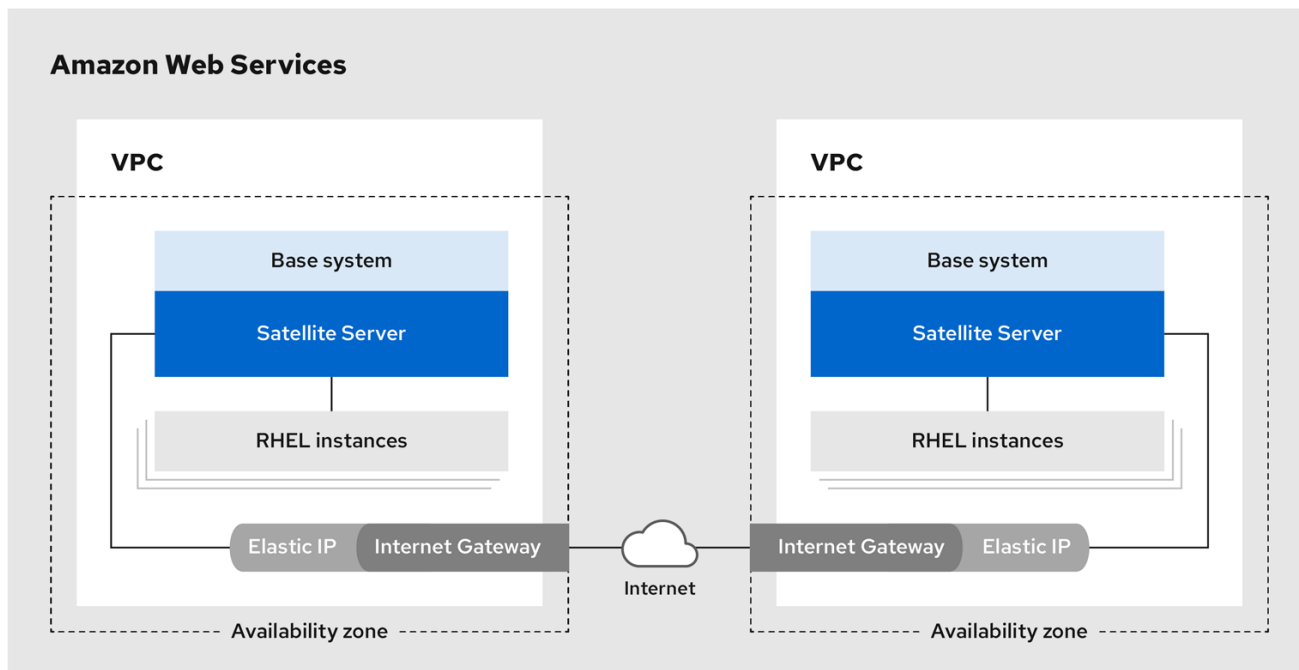 Amazon Web Services
VPC
Base system
Satellite Server
RHEL instances
Elastic IP
Internet Gateway
Availability zone
Internet
VPC
Base system
Satellite Server
RHEL instances
Internet Gateway
Elastic IP
Availability zone